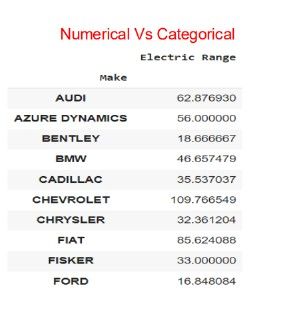 Numerical Vs Categorical
Electric Range
Make
AUDI 62.876930
AZURE DYNAMICS 56.000000
BENTLEY 18.666667
BMW 46.657479
CADILLAC 35.537037
CHEVROLET 109.766549
CHRYSLER 32.361204
FIAT 85.624088
FISKER 33.000000
FORD 16.848084